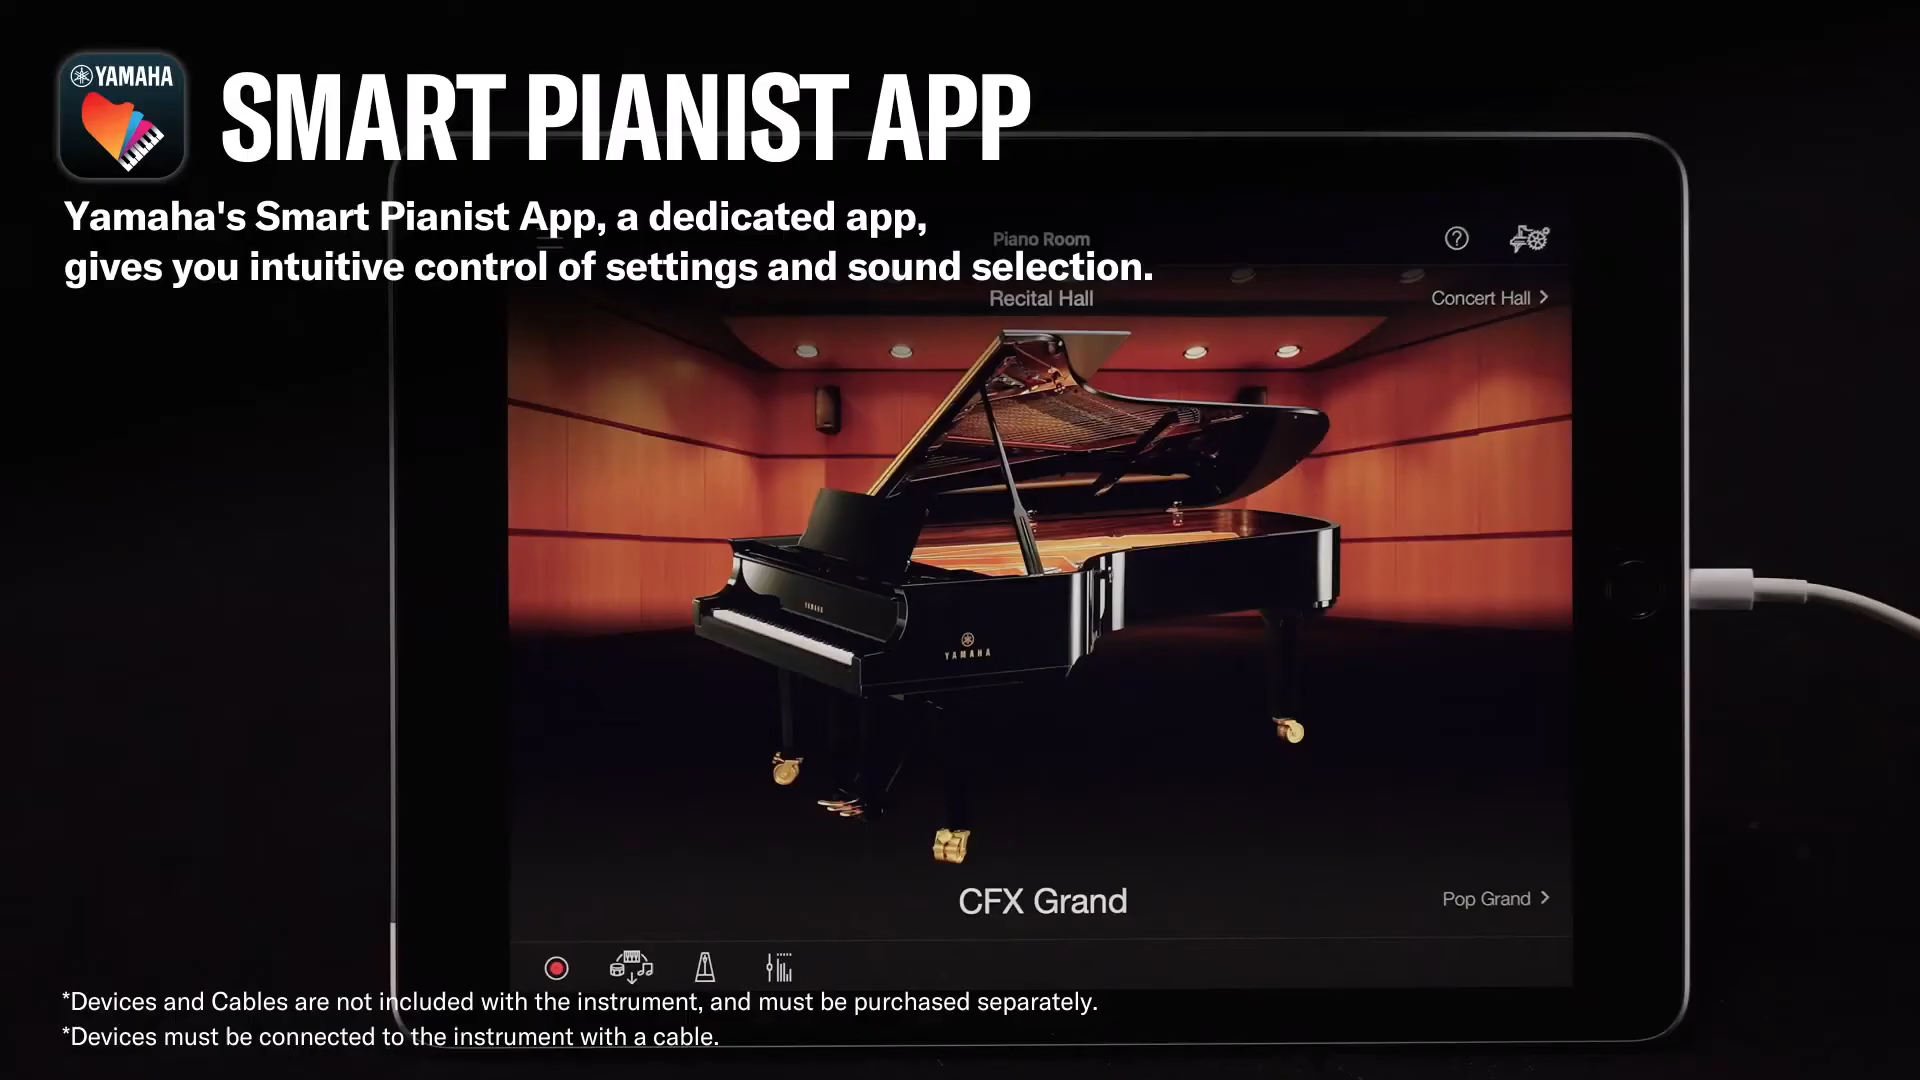 YAMAHA
SMART PIANIST APP
Yamaha's Smart Pianist App, a dedicated app,
gives you intuitive control of settings and sound selection.
Piano Room
Recital Hall
Concert Hall >
YAMAHA
YAMAHA
CFX Grand
Pop Grand >
*Devices and Cables are not included with the instrument, and must be purchased separately.
*Devices must be connected to the instrument with a cable.